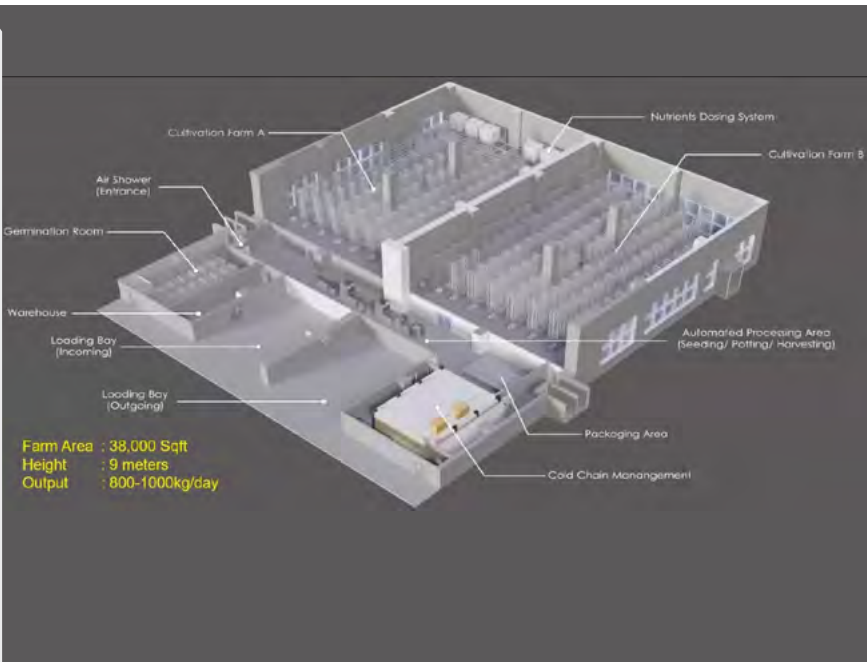 Nutrients Dosing System
Cultivation Farm A
Cultivation Farm B
Air Shower
(Entrance)
Germination Room
Warehouse
Loading Bay
(Incoming)
Automated Processing Area
(Seeding/ Potting/ Harvesting)
Loading Bay
(Outgoing)
Packaging Area
Cold Chain Manangement
Farm Area : 38,000 Sqft
Height : 9 meters
Output : 800-1000kg/day